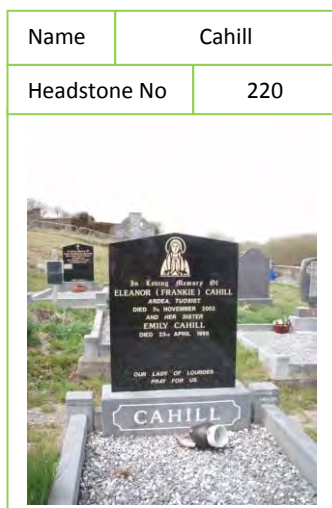 Name Cahill
Headstone No 220
In Loving Memory Of
ELEANOR (FRANKIE) CAHILL
ARDEA, TUOSIST
DIED 7th NOVEMBER 2002
AND HER SISTER
EMILY CAHILL
DIED 23rd APRIL 1998
OUR LADY OF LOURDES
PRAY FOR US.
CAHILL